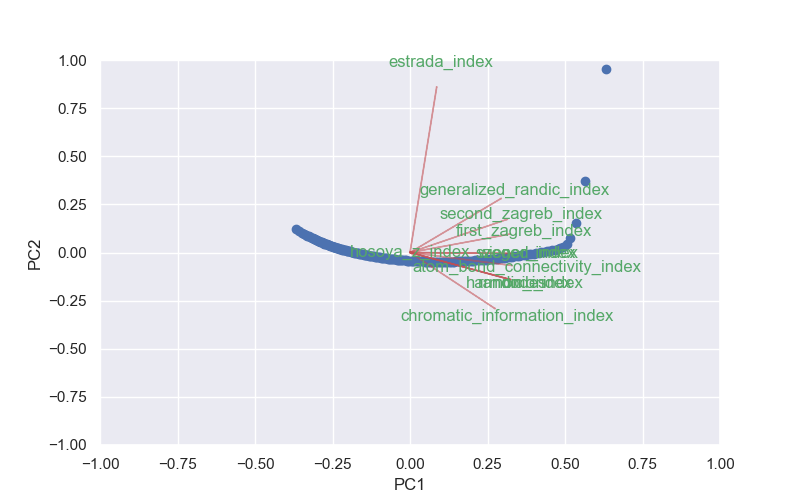 1.00
0.75
0.50
0.25
0.00
−0.25
−0.50
−0.75
−1.00
PC2
estrada_index
generalized_randic_index
second_zagreb_index
first_zagreb_index
hosoya_z_index
atom_bond_connectivity_index
chromatic_information_index
−1.00 −0.75 −0.50 −0.25 0.00 0.25 0.50 0.75 1.00
PC1